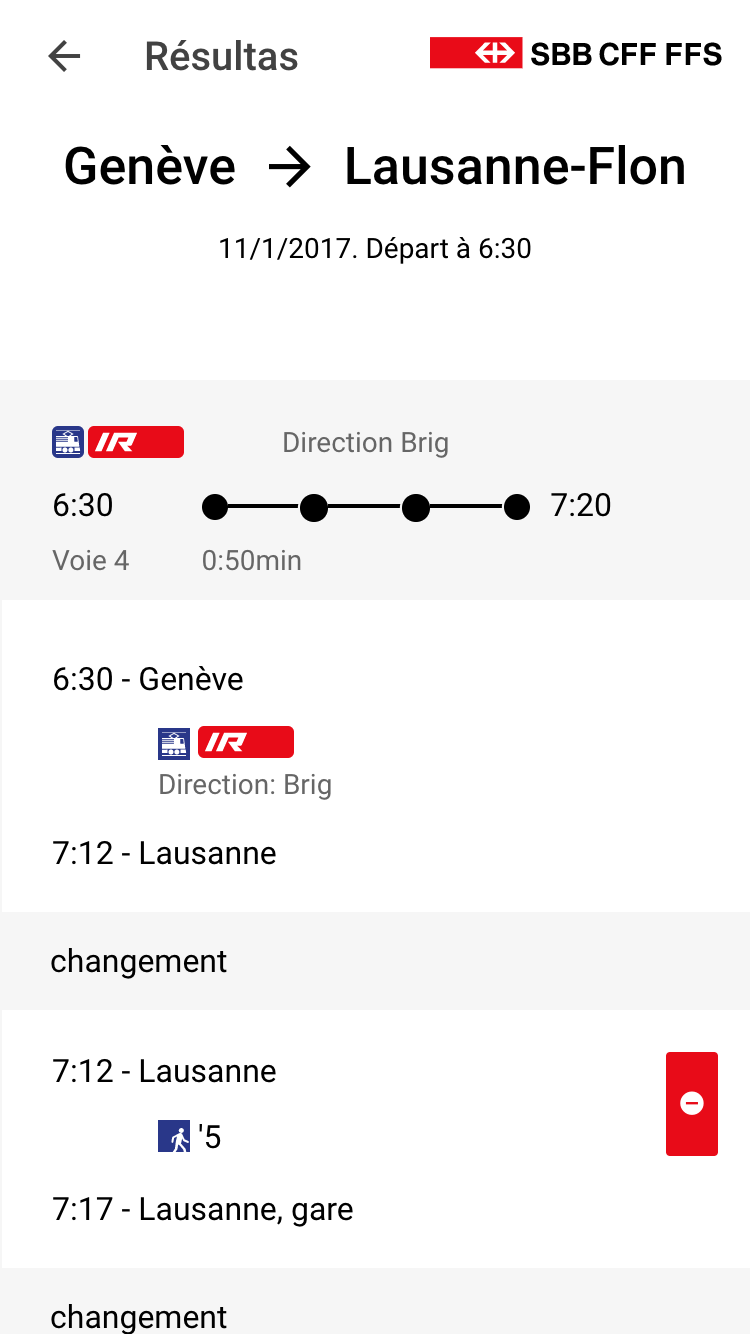 Résultas
SBB CFF FFS
Genève → Lausanne-Flon
11/1/2017. Départ à 6:30
IR
Direction Brig
6:30
7:20
Voie 4
0:50min
6:30 - Genève
IR
Direction: Brig
7:12 - Lausanne
changement
7:12 - Lausanne
'5
7:17 - Lausanne, gare
changement